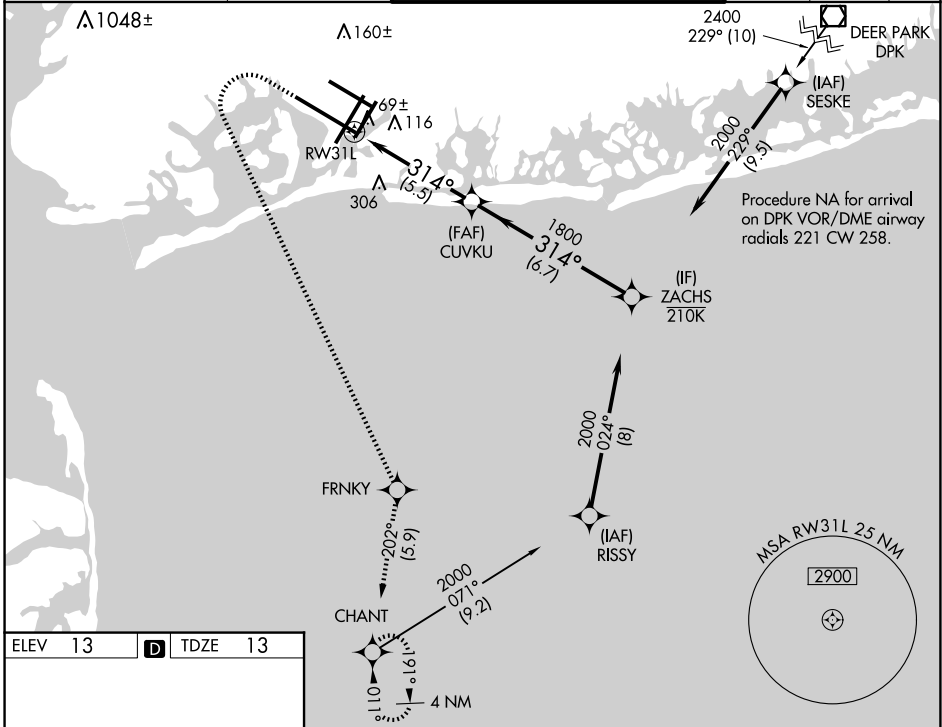 1048±
160±
2400
229° (10)
DEER PARK
DPK
(IAF)
SESKE
69±
116
RW31L
2000
229°
(9.5)
314°
(5.5)
306
Procedure NA for arrival
on DPK VOR/DME airway
radials 221 CW 258.
(FAF)
CUVKU
1800
314°
(6.7)
(IF)
ZACHS
210K
2000
024°
(8)
FRNKY
(IAF)
RISSY
202°
(5.9)
MSA RW31L 25 NM
2900
2000
071°
(9.2)
CHANT
ELEV 13 D TDZE 13
191°
011°
4 NM